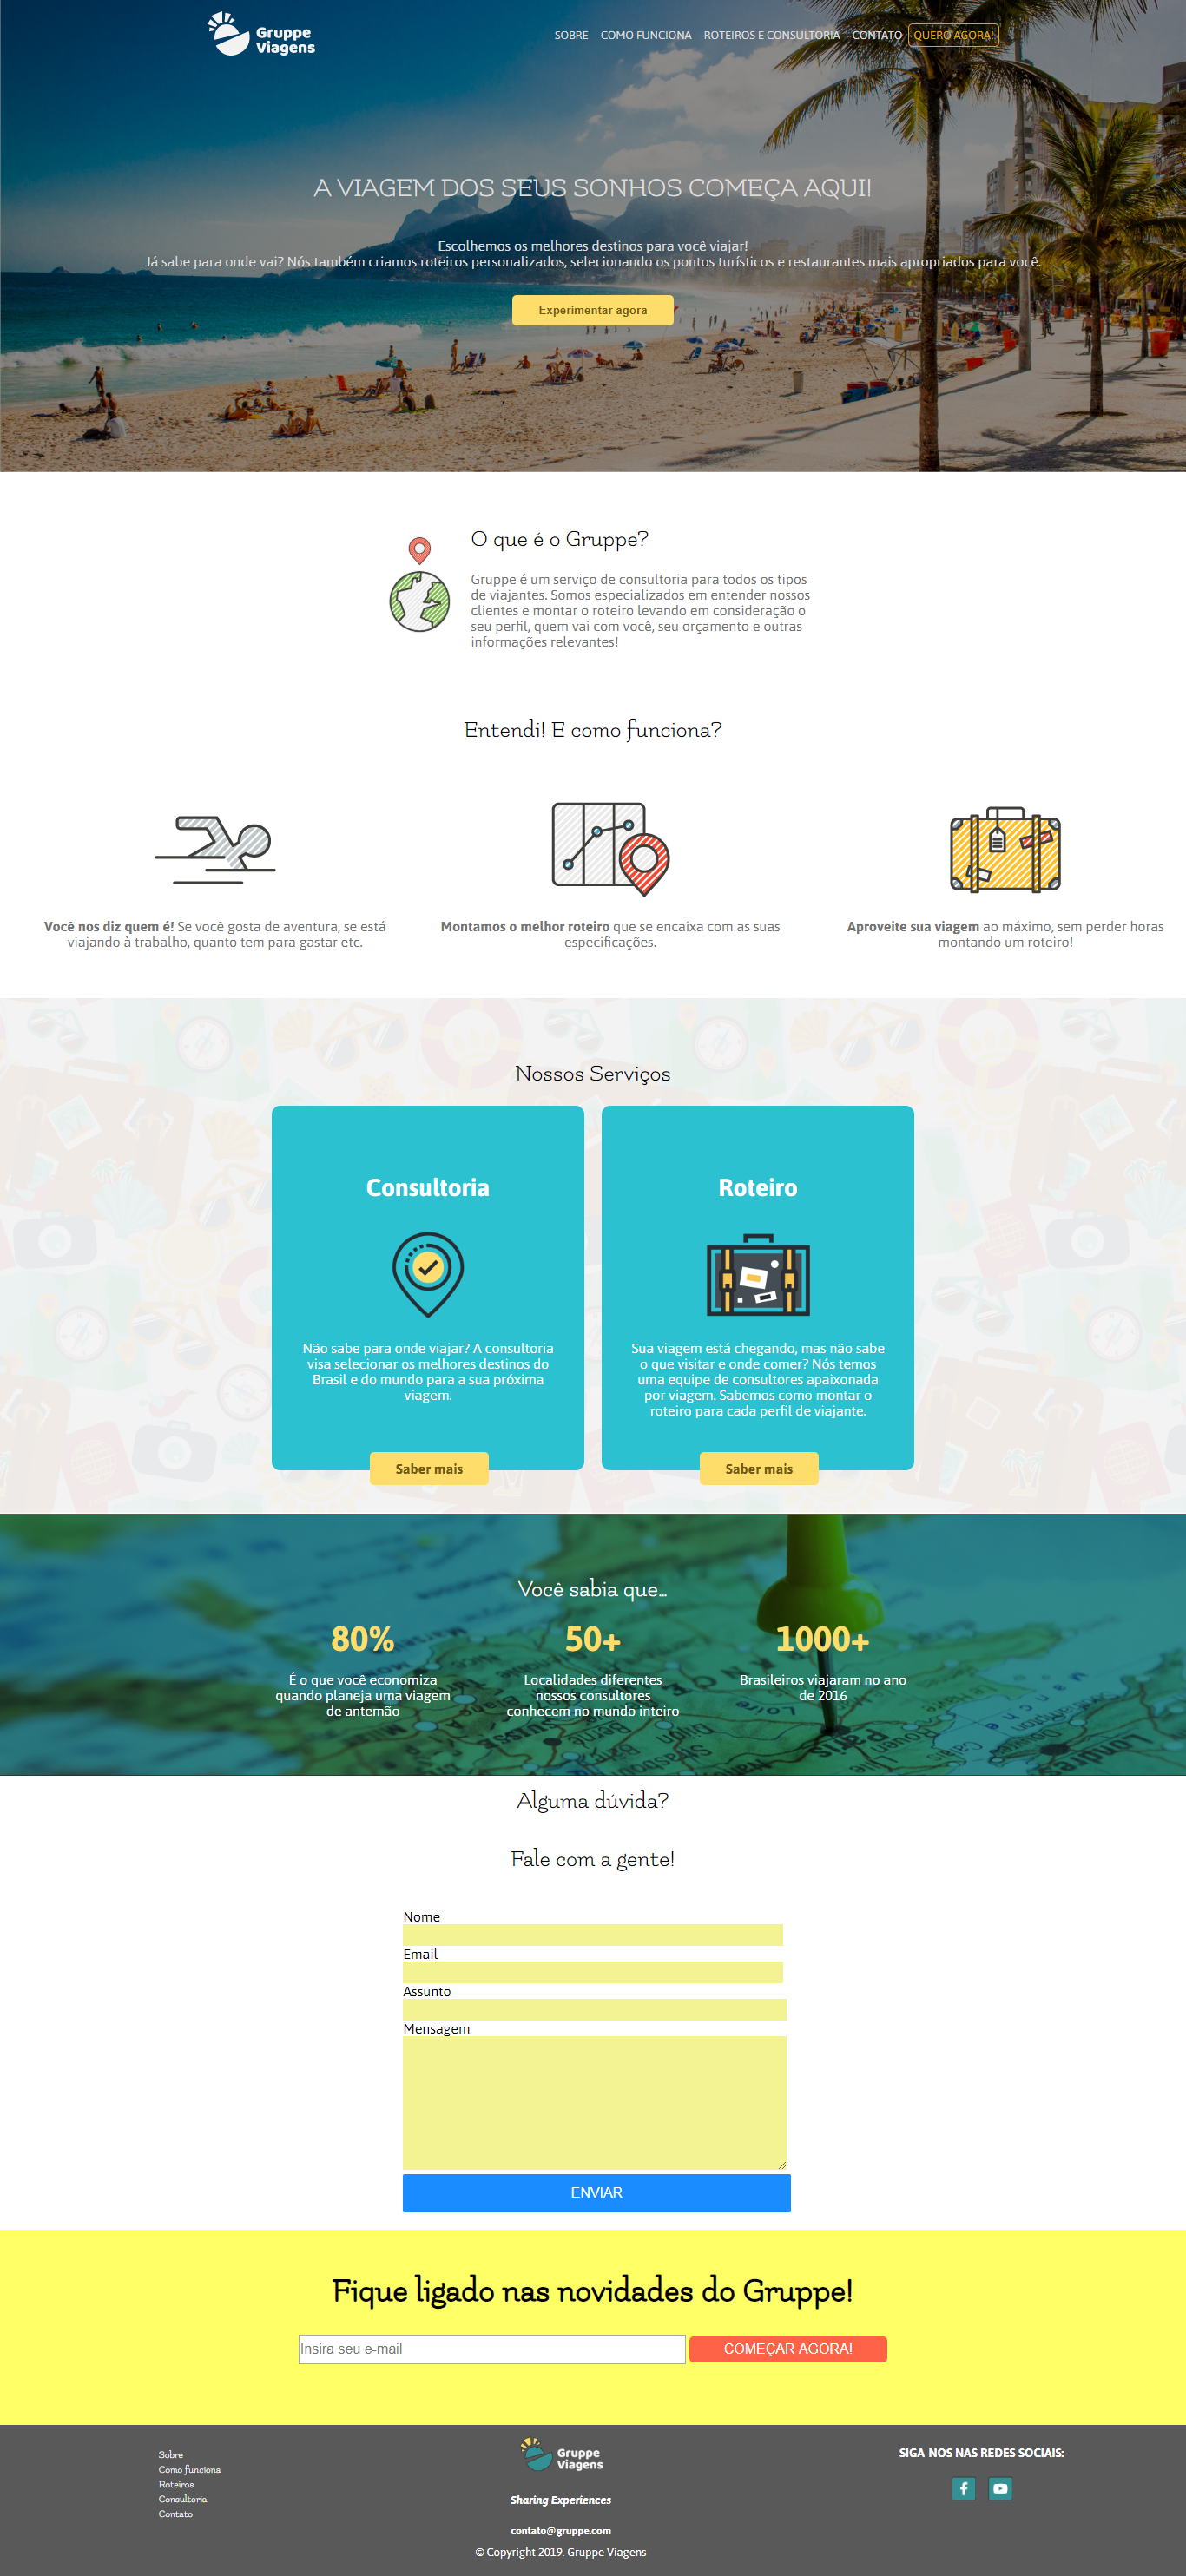 Gruppe
Viagens
SOBRE COMO FUNCIONA ROTEIROS E CONSULTORIA CONTATO QUERO AGORA!
A VIAGEM DOS SEUS SONHOS COMEÇA AQUI!
Escolhemos os melhores destinos para você viajar!
Já sabe para onde vai? Nós também criamos roteiros personalizados, selecionando os pontos turísticos e restaurantes mais apropriados para você.
Experimentar agora
O que é o Gruppe?
Gruppe é um serviço de consultoria para todos os tipos
de viajantes. Somos especializados em entender nossos
clientes e montar o roteiro levando em consideração o
seu perfil, quem vai com você, seu orçamento e outras
informações relevantes!
Entendi! E como funciona?
Você nos diz quem é! Se você gosta de aventura, se está
viajando à trabalho, quanto tem para gastar etc.
Montamos o melhor roteiro que se encaixa com as suas
especificações.
Aproveite sua viagem ao máximo, sem perder horas
montando um roteiro!
Nossos Serviços
Consultoria
Não sabe para onde viajar? A consultoria
visa selecionar os melhores destinos do
Brasil e do mundo para a sua próxima
viagem.
Saber mais
Roteiro
Sua viagem está chegando, mas não sabe
o que visitar e onde comer? Nós temos
uma equipe de consultores apaixonada
por viagem. Sabemos como montar o
roteiro para cada perfil de viajante.
Saber mais
Você sabia que...
80%
É o que você economiza
quando planeja uma viagem
de antemão
50+
Localidades diferentes
nossos consultores
conhecem no mundo inteiro
1000+
Brasileiros viajaram no ano
de 2016
Alguma dúvida?
Fale com a gente!
Nome
Email
Assunto
Mensagem
ENVIAR
Fique ligado nas novidades do Gruppe!
Insira seu e-mail
COMEÇAR AGORA!
Sobre
Como funciona
Roteiros
Consultoria
Contato
Gruppe
Viagens
Sharing Experiences
contato@gruppe.com
© Copyright 2019. Gruppe Viagens
SIGA-NOS NAS REDES SOCIAIS: